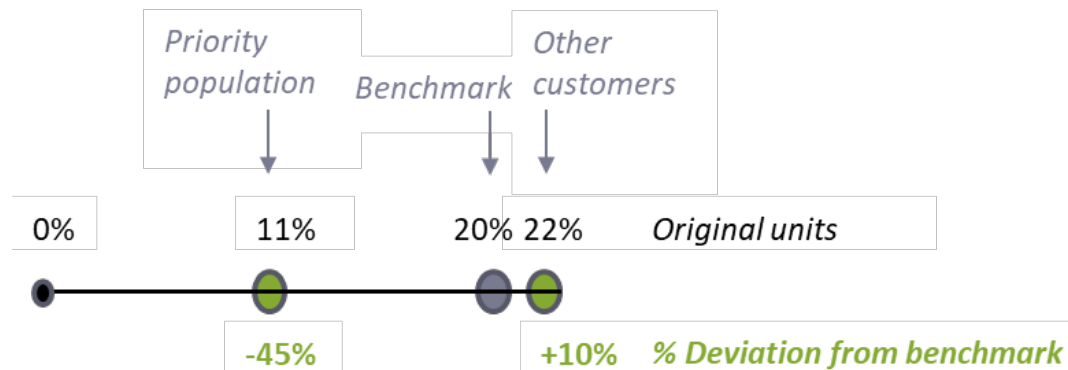 Priority
population
Benchmark
Other
customers
0%
11%
20%
22%
Original units
-45%
+10%
% Deviation from benchmark